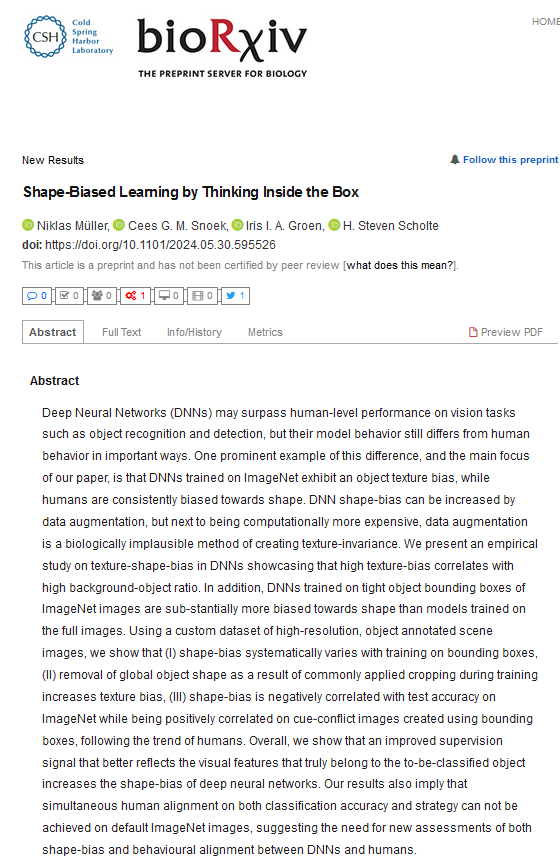 CSH
Cold
Spring
Harbor
Laboratory
bioRχiv
THE PREPRINT SERVER FOR BIOLOGY
HOME
New Results
Follow this preprint
Shape-Biased Learning by Thinking Inside the Box
iD Niklas Müller, iD Cees G. M. Snoek, iD Iris I. A. Groen, iD H. Steven Scholte
doi: https://doi.org/10.1101/2024.05.30.595526
This article is a preprint and has not been certified by peer review [what does this mean?].
0 0 0 1 0 0 1
Abstract Full Text Info/History Metrics Preview PDF
Abstract
Deep Neural Networks (DNNs) may surpass human-level performance on vision tasks
such as object recognition and detection, but their model behavior still differs from human
behavior in important ways. One prominent example of this difference, and the main focus
of our paper, is that DNNs trained on ImageNet exhibit an object texture bias, while
humans are consistently biased towards shape. DNN shape-bias can be increased by
data augmentation, but next to being computationally more expensive, data augmentation
is a biologically implausible method of creating texture-invariance. We present an empirical
study on texture-shape-bias in DNNs showcasing that high texture-bias correlates with
high background-object ratio. In addition, DNNs trained on tight object bounding boxes of
ImageNet images are sub-stantially more biased towards shape than models trained on
the full images. Using a custom dataset of high-resolution, object annotated scene
images, we show that (I) shape-bias systematically varies with training on bounding boxes,
(II) removal of global object shape as a result of commonly applied cropping during training
increases texture bias, (III) shape-bias is negatively correlated with test accuracy on
ImageNet while being positively correlated on cue-conflict images created using bounding
boxes, following the trend of humans. Overall, we show that an improved supervision
signal that better reflects the visual features that truly belong to the to-be-classified object
increases the shape-bias of deep neural networks. Our results also imply that
simultaneous human alignment on both classification accuracy and strategy can not be
achieved on default ImageNet images, suggesting the need for new assessments of both
shape-bias and behavioural alignment between DNNs and humans.